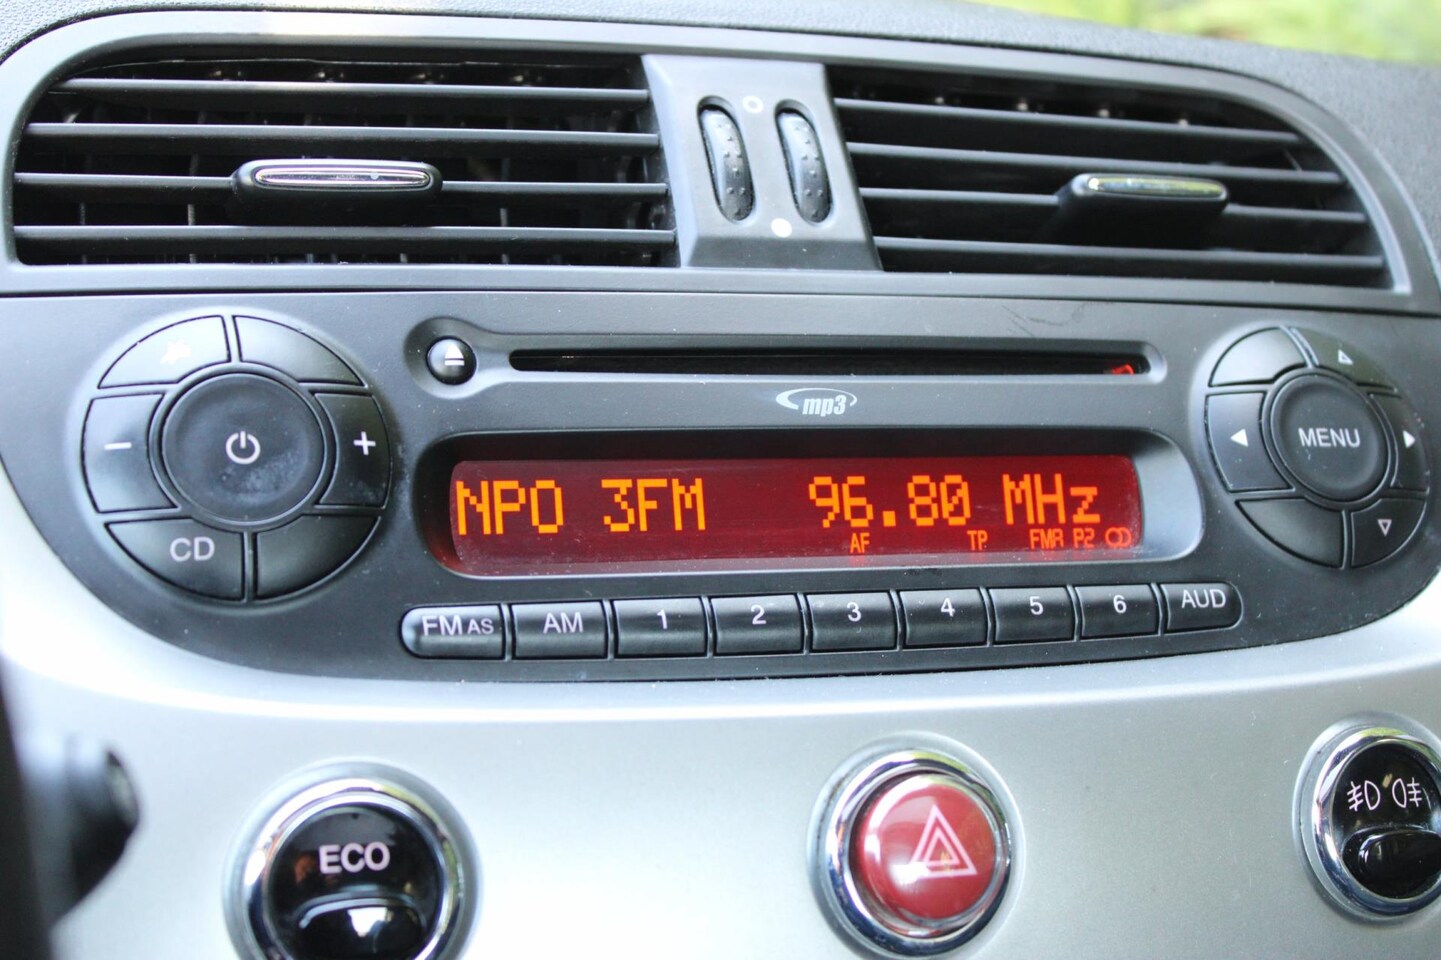 mp3
NPO 3FM 96.80 MHz
AF TP FMA P2
− +
MENU
CD
FM AS AM 1 2 3 4 5 6 AUD
ECO